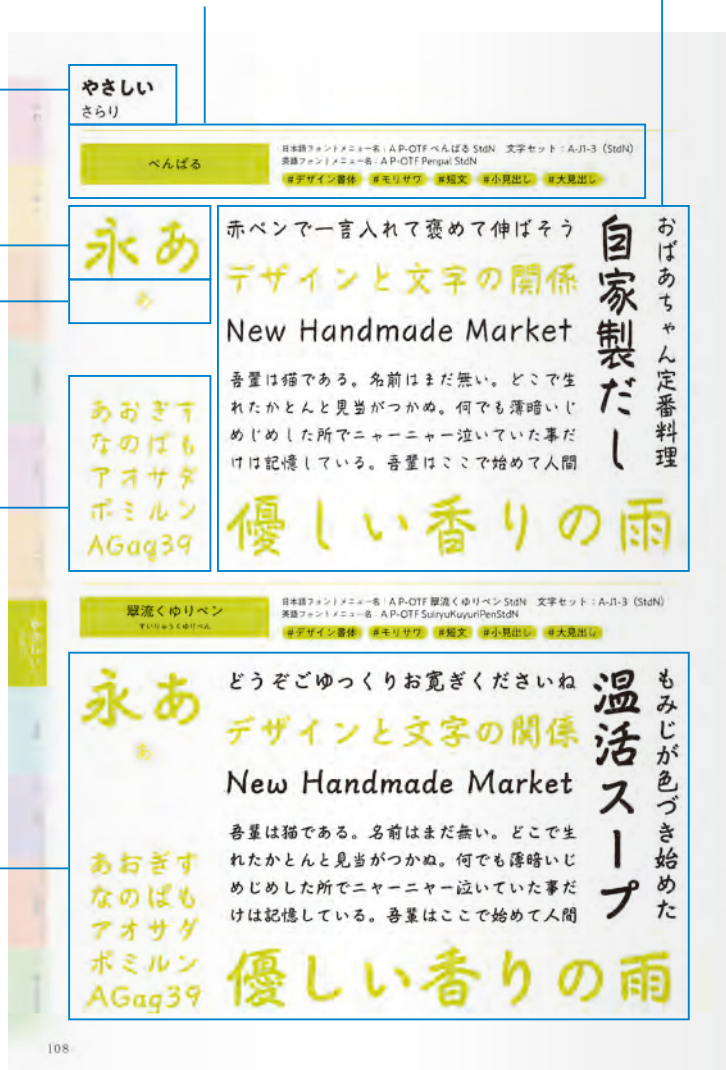 やさしい
さらり
ぺんぱる
日本語フォントメニュー名：A P-OTF ぺんぱる StdN　文字セット：A-J1-3（StdN）
英語フォントメニュー名：A P-OTF Penpal StdN
#デザイン書体　#モリサワ　#短文　#小見出し　#大見出し
永あ
あ
あおぎす
なのばも
アオサダ
ポミルン
AGag39
赤ペンで一言入れて褒めて伸ばそう
デザインと文字の関係
New Handmade Market
吾輩は猫である。名前はまだ無い。どこで生
れたかとんと見当がつかぬ。何でも薄暗いじ
めじめした所でニャーニャー泣いていた事だ
けは記憶している。吾輩はここで始めて人間
おばあちゃん定番料理
自家製だし
優しい香りの雨
翠流くゆりペン
すいりゅうくゆりぺん
日本語フォントメニュー名：A P-OTF 翠流くゆりペン StdN　文字セット：A-J1-3（StdN）
英語フォントメニュー名：A P-OTF SuiryuKuyuriPenStdN
#デザイン書体　#モリサワ　#短文　#小見出し　#大見出し
永あ
あ
あおぎす
なのぱも
アオサダ
ポミルン
AGag39
どうぞごゆっくりお寛ぎくださいね
デザインと文字の関係
New Handmade Market
吾輩は猫である。名前はまだ無い。どこで生
れたかとんと見当がつかぬ。何でも薄暗いじ
めじめした所でニャーニャー泣いていた事だ
けは記憶している。吾輩はここで始めて人間
もみじが色づき始めた
温活スープ
優しい香りの雨
やさしい
108